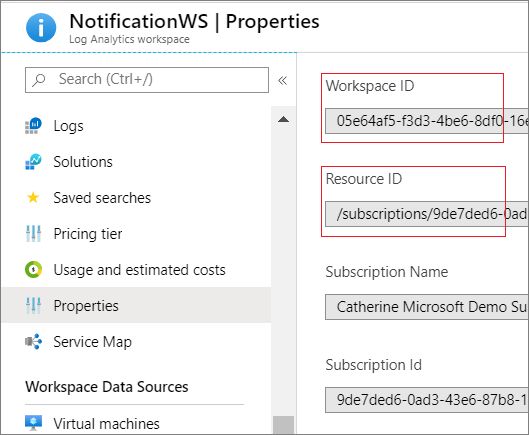 NotificationWS | Properties
Log Analytics workspace
Search (Ctrl+/)
«
Logs
Solutions
Saved searches
Pricing tier
Usage and estimated costs
Properties
Service Map
Workspace Data Sources
Virtual machines
Workspace ID
05e64af5-f3d3-4be6-8df0-16e
Resource ID
/subscriptions/9de7ded6-0ad
Subscription Name
Catherine Microsoft Demo Su
Subscription Id
9de7ded6-0ad3-43e6-87b8-1